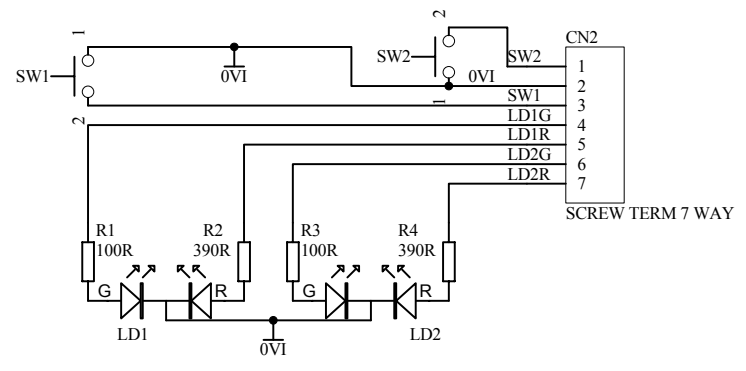 2
1
CN2
SW2
SW2
1
SW1
0VI
0VI
2
SW1
3
1
LD1G
4
2
LD1R
5
LD2G
6
LD2R
7
SCREW TERM 7 WAY
R1
100R
R2
390R
R3
100R
R4
390R
G
R
G
R
LD1
LD2
0VI